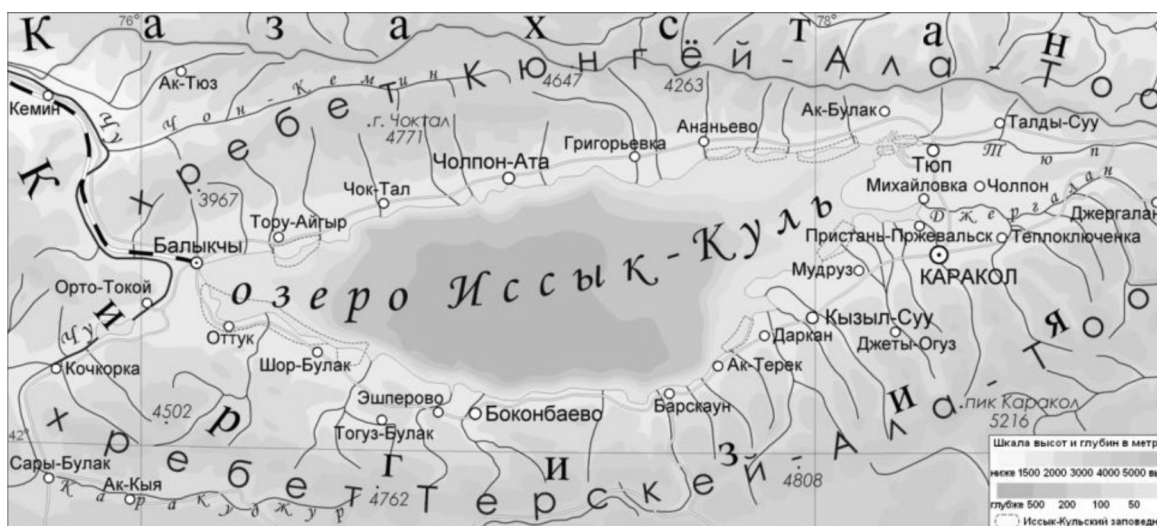 76°
78°
Казахстан
Кыргызия
хребет Кюнгёй-Ала-Тоо
Ак-Тюз
Кемин
Чу
Чон-Кемин
4647
4263
г. Чоктал
4771
Ак-Булак
Талды-Суу
Ананьево
Григорьевка
Тюп
Тюп
Чолпон-Ата
Михайловка
Чолпон
3967
Чок-Тал
Джергалан
Джергалан
Тору-Айгыр
Пристань-Пржевальск
Теплоключенка
Балыкчы
озеро Иссык-Куль
Мудруз
КАРАКОЛ
Орто-Токой
Чу
Кызыл-Суу
Оттук
Даркан
Джеты-Огуз
Шор-Булак
Кочкорка
Ак-Терек
Эшперово
Барскаун
пик Каракол
5216
4502
Боконбаево
Тогуз-Булак
42°
хребет Терскей-Ала-Тоо
Сары-Булак
Ак-Кыя
Каракуджур
4762
4808
Шкала высот и глубин в метр
ниже 1500 2000 3000 4000 5000 вы
глубже 500 200 100 50
Иссык-Кульский заповедн